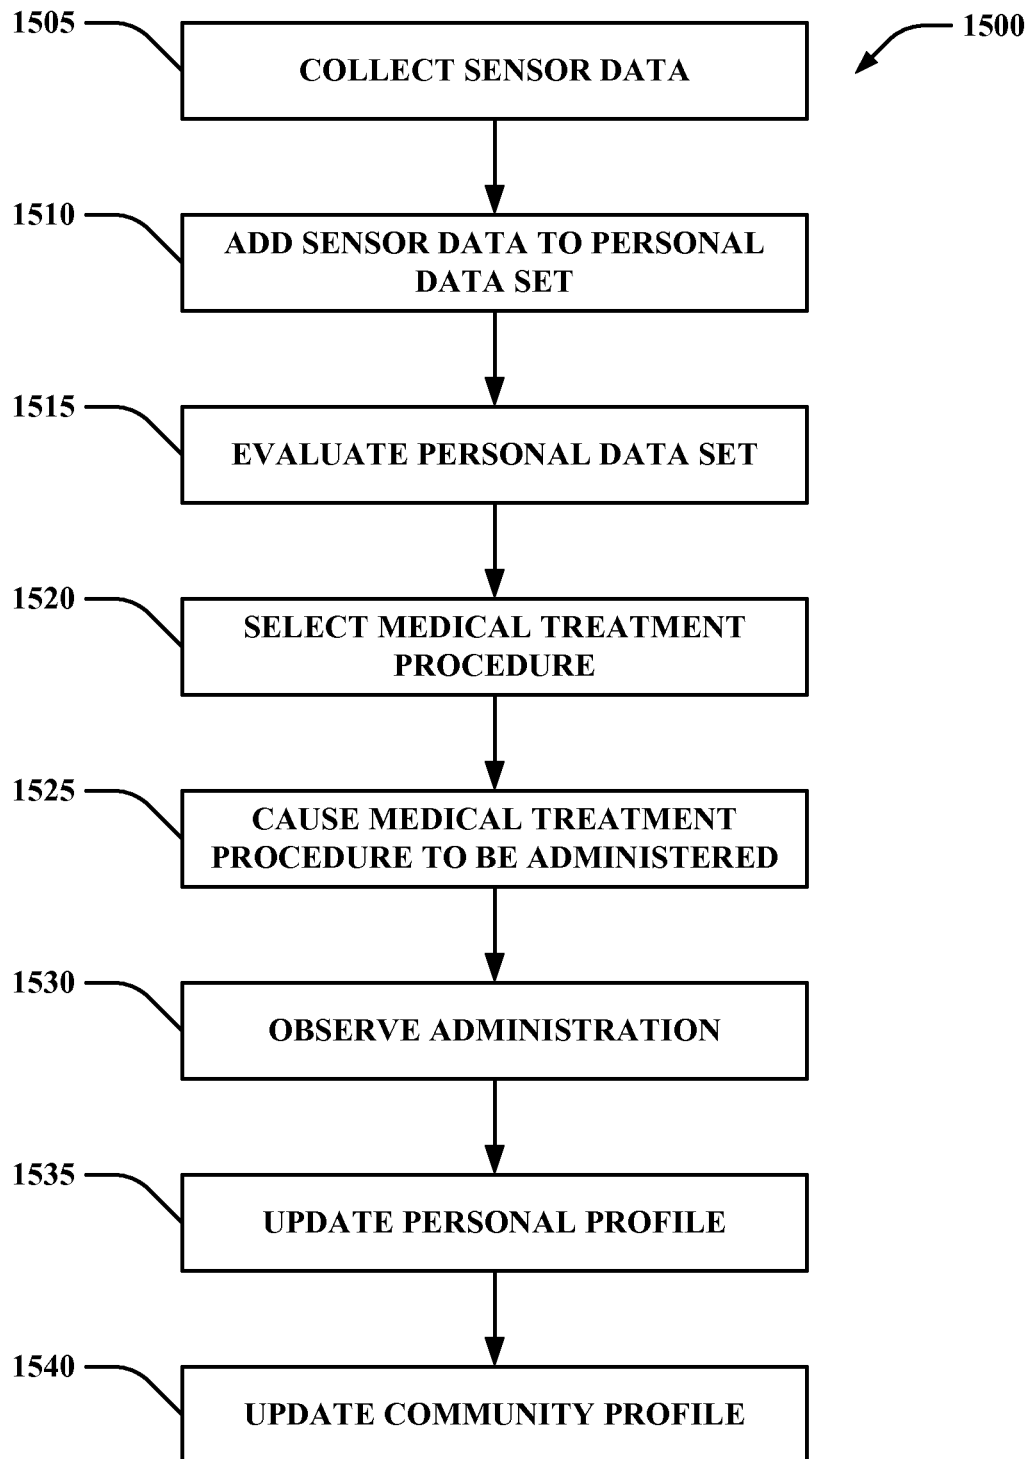 1505
COLLECT SENSOR DATA
1500
1510
ADD SENSOR DATA TO PERSONAL
DATA SET
1515
EVALUATE PERSONAL DATA SET
1520
SELECT MEDICAL TREATMENT
PROCEDURE
1525
CAUSE MEDICAL TREATMENT
PROCEDURE TO BE ADMINISTERED
1530
OBSERVE ADMINISTRATION
1535
UPDATE PERSONAL PROFILE
1540
UPDATE COMMUNITY PROFILE